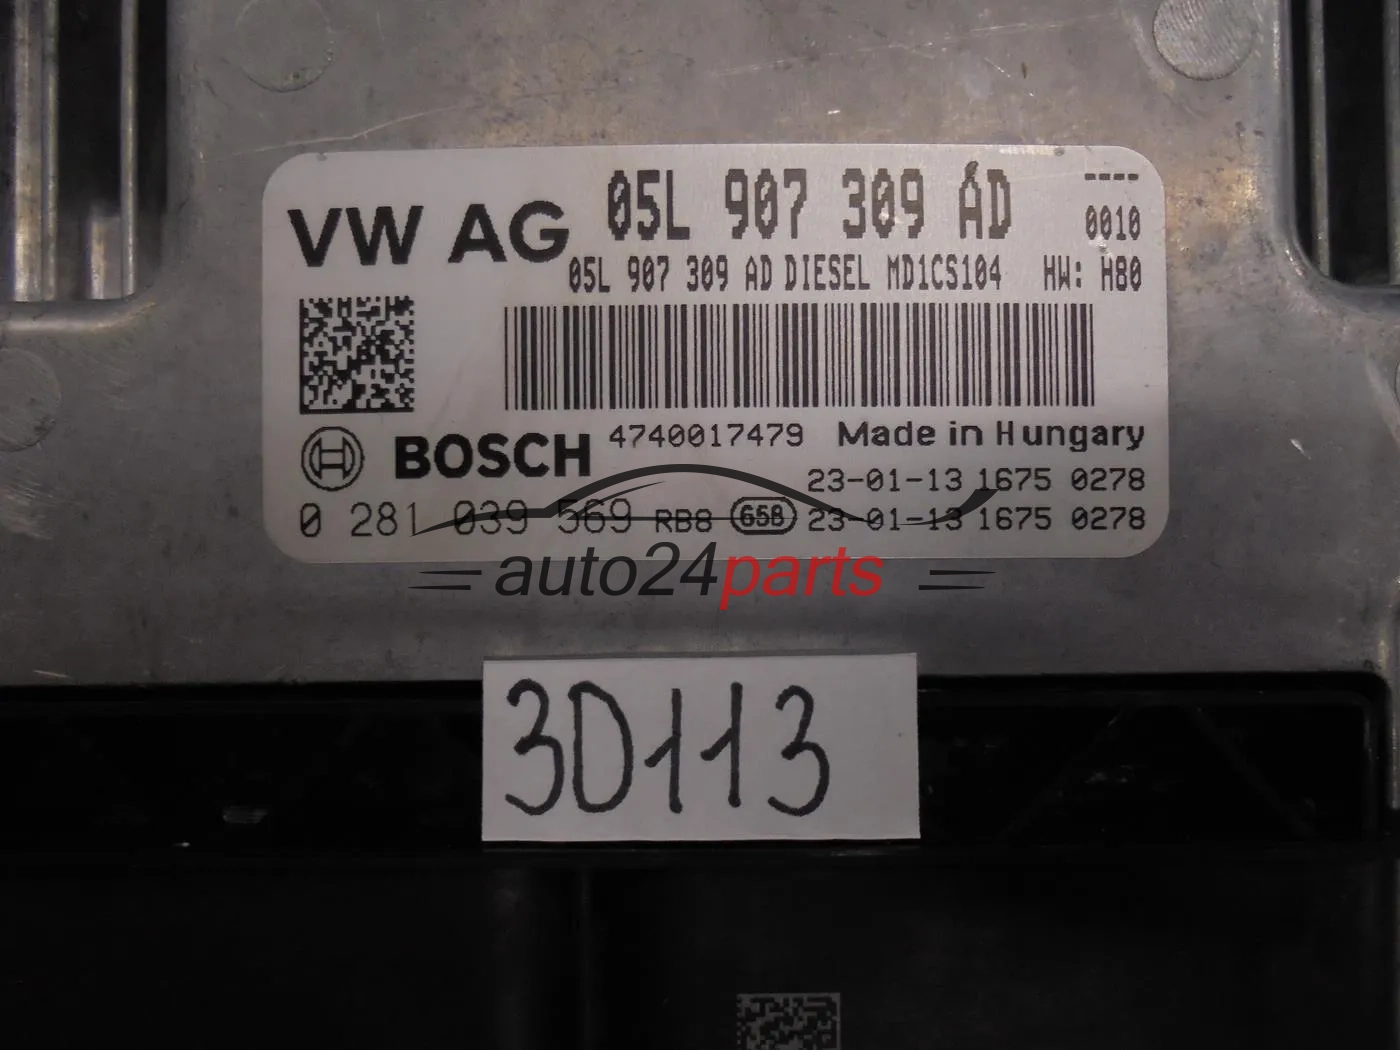 VW AG 05L 907 309 AD ----
0010
05L 907 309 AD DIESEL MD1CS104 HW: H80
BOSCH 4740017479 Made in Hungary
23-01-13 1675 0278
0 281 039 569 RB8 658 23-01-13 1675 0278
auto24parts
3D113